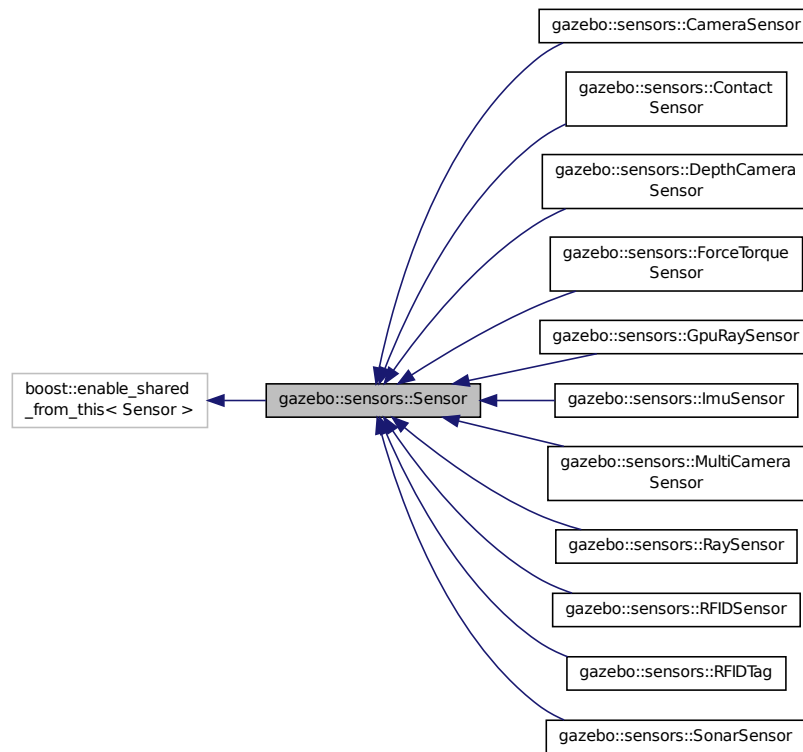 gazebo::sensors::CameraSensor
gazebo::sensors::Contact
Sensor
gazebo::sensors::DepthCamera
Sensor
gazebo::sensors::ForceTorque
Sensor
gazebo::sensors::GpuRaySensor
boost::enable_shared
_from_this< Sensor >
gazebo::sensors::Sensor
gazebo::sensors::ImuSensor
gazebo::sensors::MultiCamera
Sensor
gazebo::sensors::RaySensor
gazebo::sensors::RFIDSensor
gazebo::sensors::RFIDTag
gazebo::sensors::SonarSensor